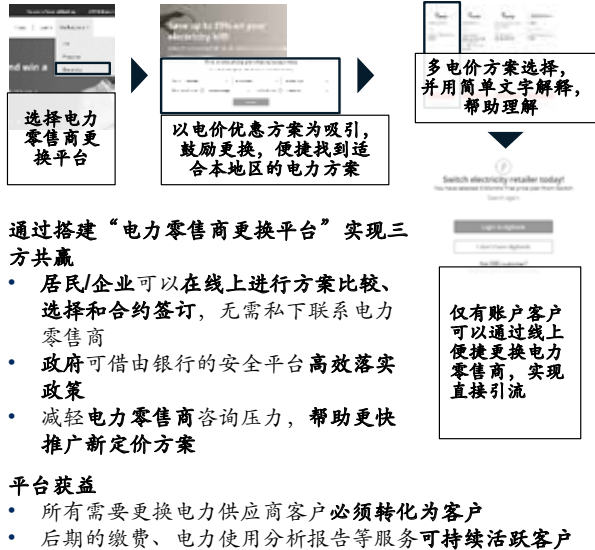 Save up to 25% on your
electricity bill!
选择电力
零售商更
换平台
以电价优惠方案为吸引，
鼓励更换，便捷找到适
合本地区的电力方案
多电价方案选择，
并用简单文字解释，
帮助理解
Switch electricity retailer today!
仅有账户客户
可以通过线上
便捷更换电力
零售商，实现
直接引流
通过搭建“电力零售商更换平台”实现三
方共赢
• 居民/企业可以在线上进行方案比较、
选择和合约签订，无需私下联系电力
零售商
• 政府可借由银行的安全平台高效落实
政策
• 减轻电力零售商咨询压力，帮助更快
推广新定价方案
平台获益
• 所有需要更换电力供应商客户必须转化为客户
• 后期的缴费、电力使用分析报告等服务可持续活跃客户